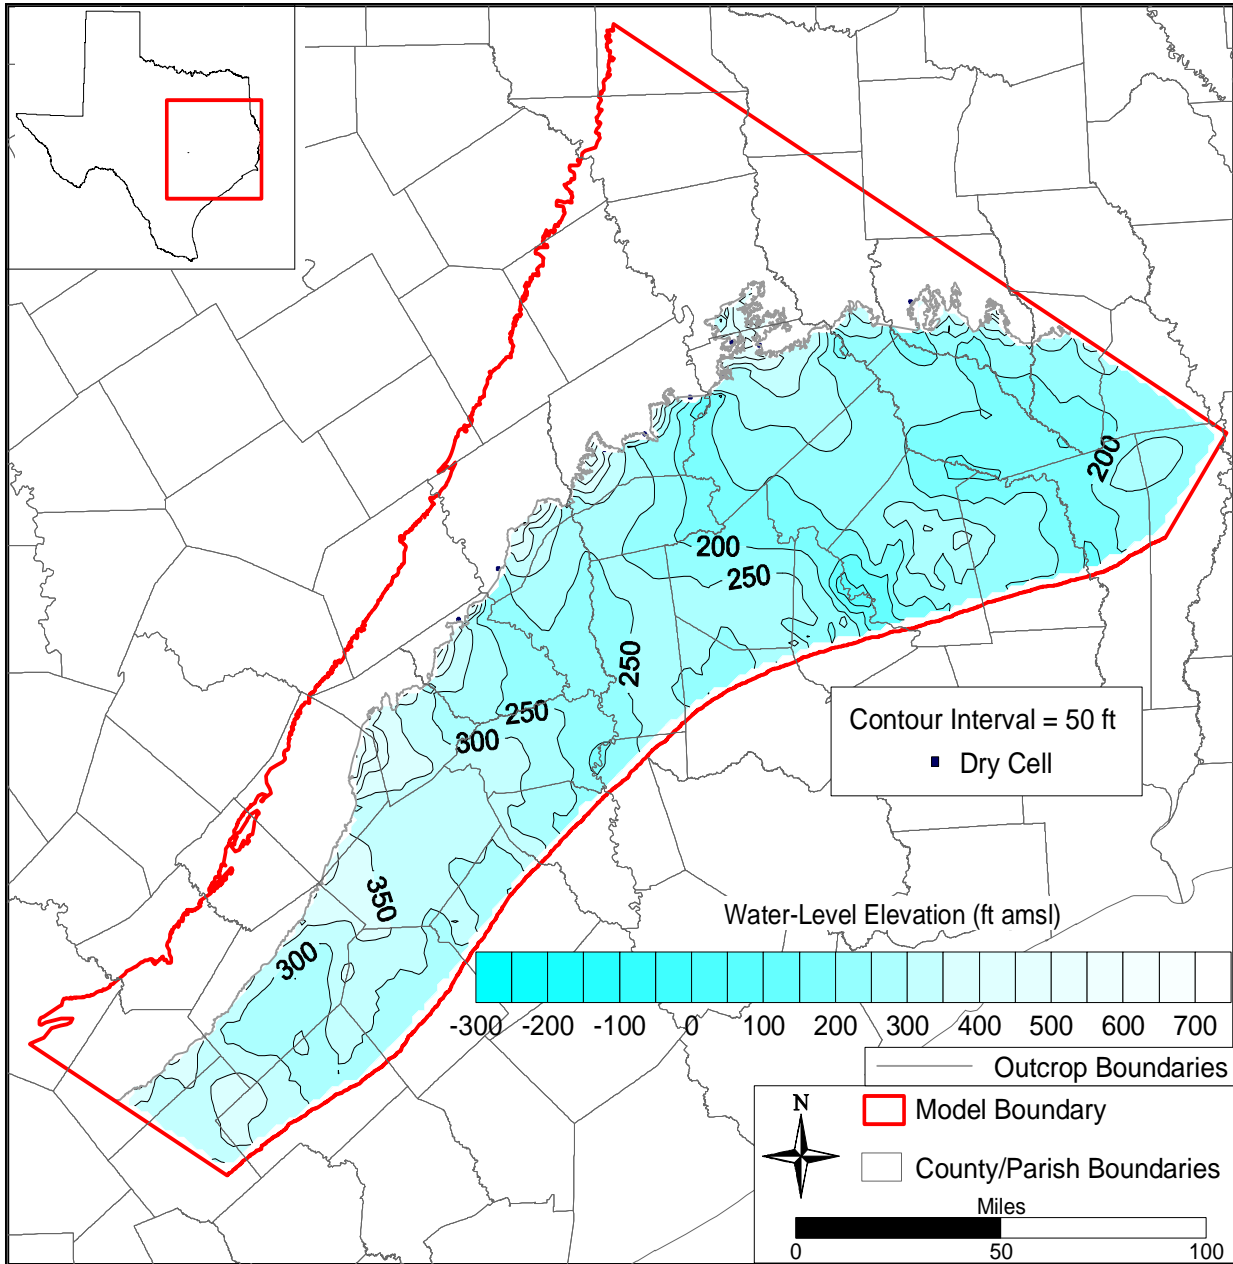 200
200
250
250
250
300
350
300
Contour Interval = 50 ft
Dry Cell
Water-Level Elevation (ft amsl)
-300 -200 -100 0 100 200 300 400 500 600 700
Outcrop Boundaries
N
Model Boundary
County/Parish Boundaries
Miles
0 50 100